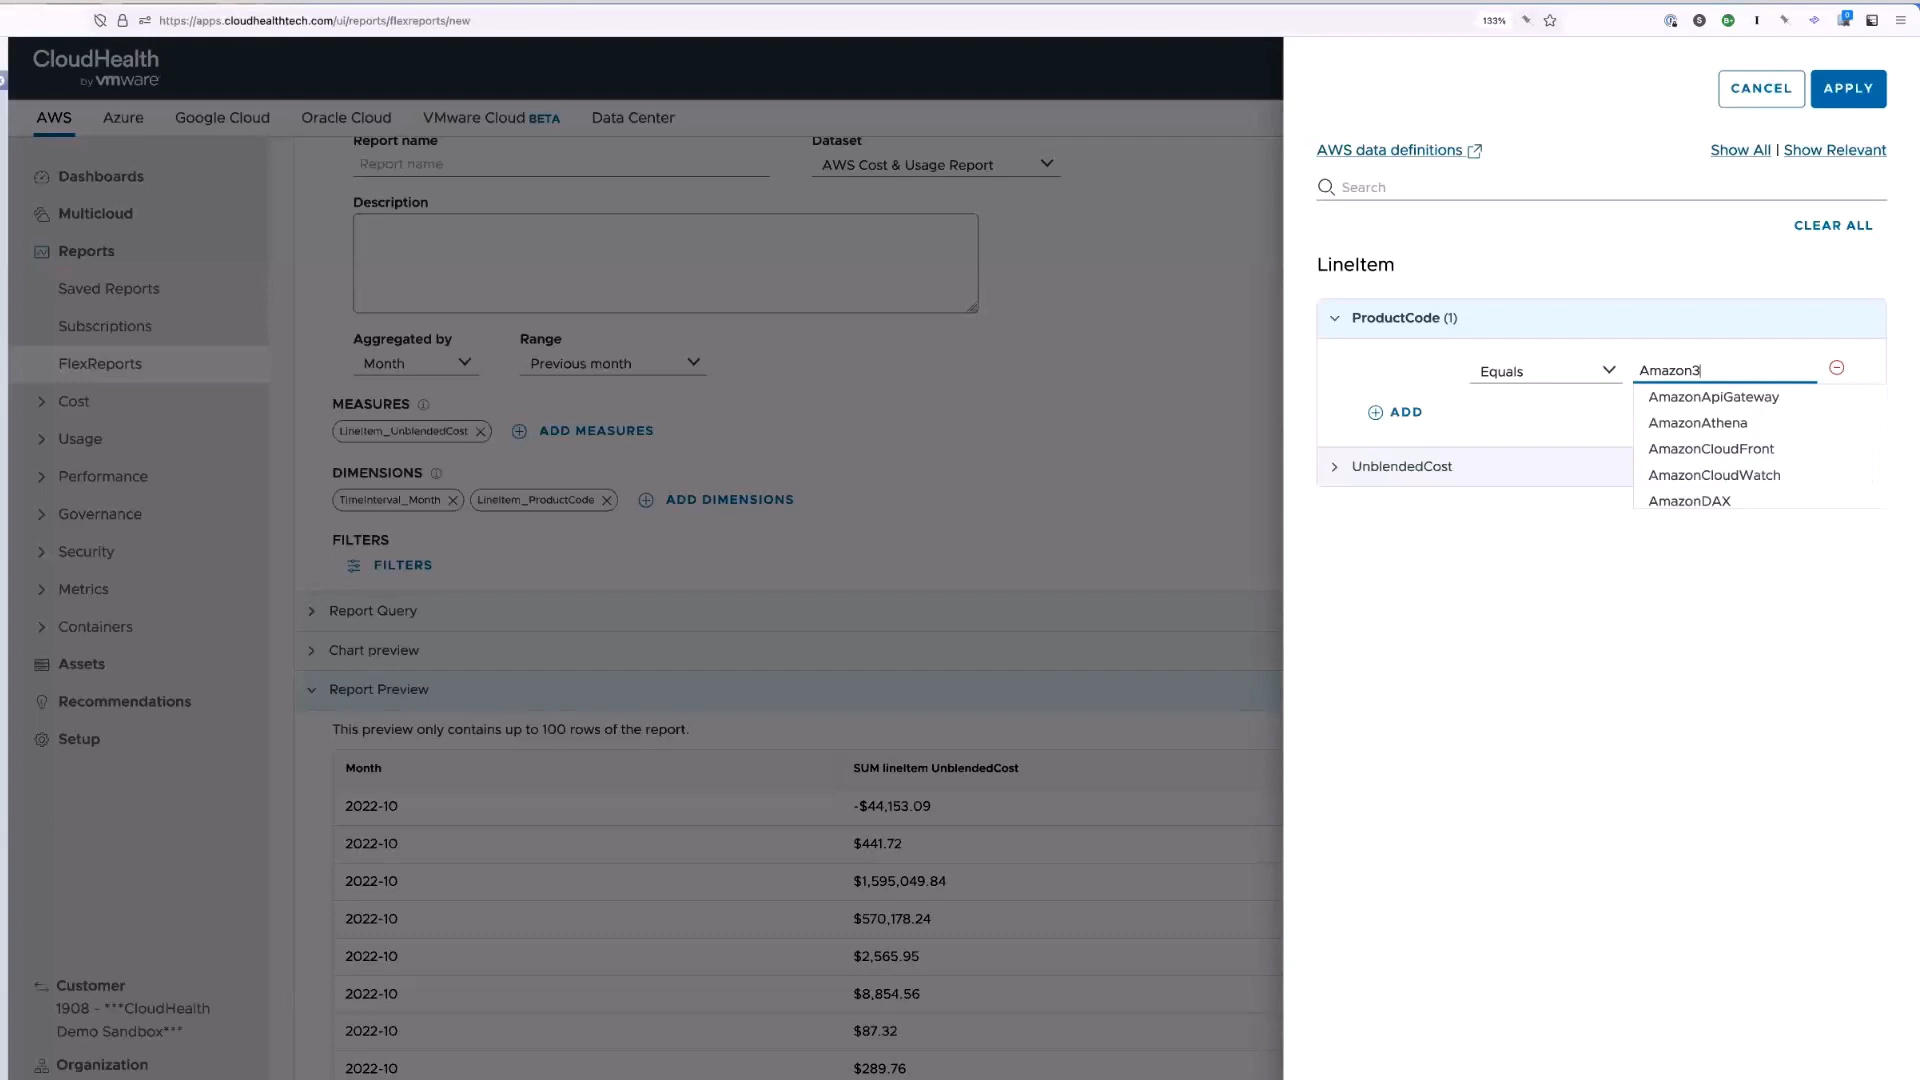 https://apps.cloudhealthtech.com/ui/reports/flexreports/new
133%
CloudHealth
by vmware
AWS
Azure
Google Cloud
Oracle Cloud
VMware Cloud BETA
Data Center
Dashboards
Multicloud
Reports
Saved Reports
Subscriptions
FlexReports
Cost
Usage
Performance
Governance
Security
Metrics
Containers
Assets
Recommendations
Setup
Customer
1908 - ***CloudHealth
Demo Sandbox***
Organization
Report name
Report name
Dataset
AWS Cost & Usage Report
Description
Aggregated by
Month
Range
Previous month
MEASURES
LineItem_UnblendedCost
ADD MEASURES
DIMENSIONS
TimeInterval_Month
LineItem_ProductCode
ADD DIMENSIONS
FILTERS
FILTERS
Report Query
Chart preview
Report Preview
This preview only contains up to 100 rows of the report.
Month SUM lineItem UnblendedCost
2022-10 -$44,153.09
2022-10 $441.72
2022-10 $1,595,049.84
2022-10 $570,178.24
2022-10 $2,565.95
2022-10 $8,854.56
2022-10 $87.32
2022-10 $289.76
CANCEL
APPLY
AWS data definitions
Show All | Show Relevant
Search
CLEAR ALL
LineItem
ProductCode (1)
Equals
Amazon3
ADD
AmazonApiGateway
AmazonAthena
AmazonCloudFront
AmazonCloudWatch
AmazonDAX
UnblendedCost